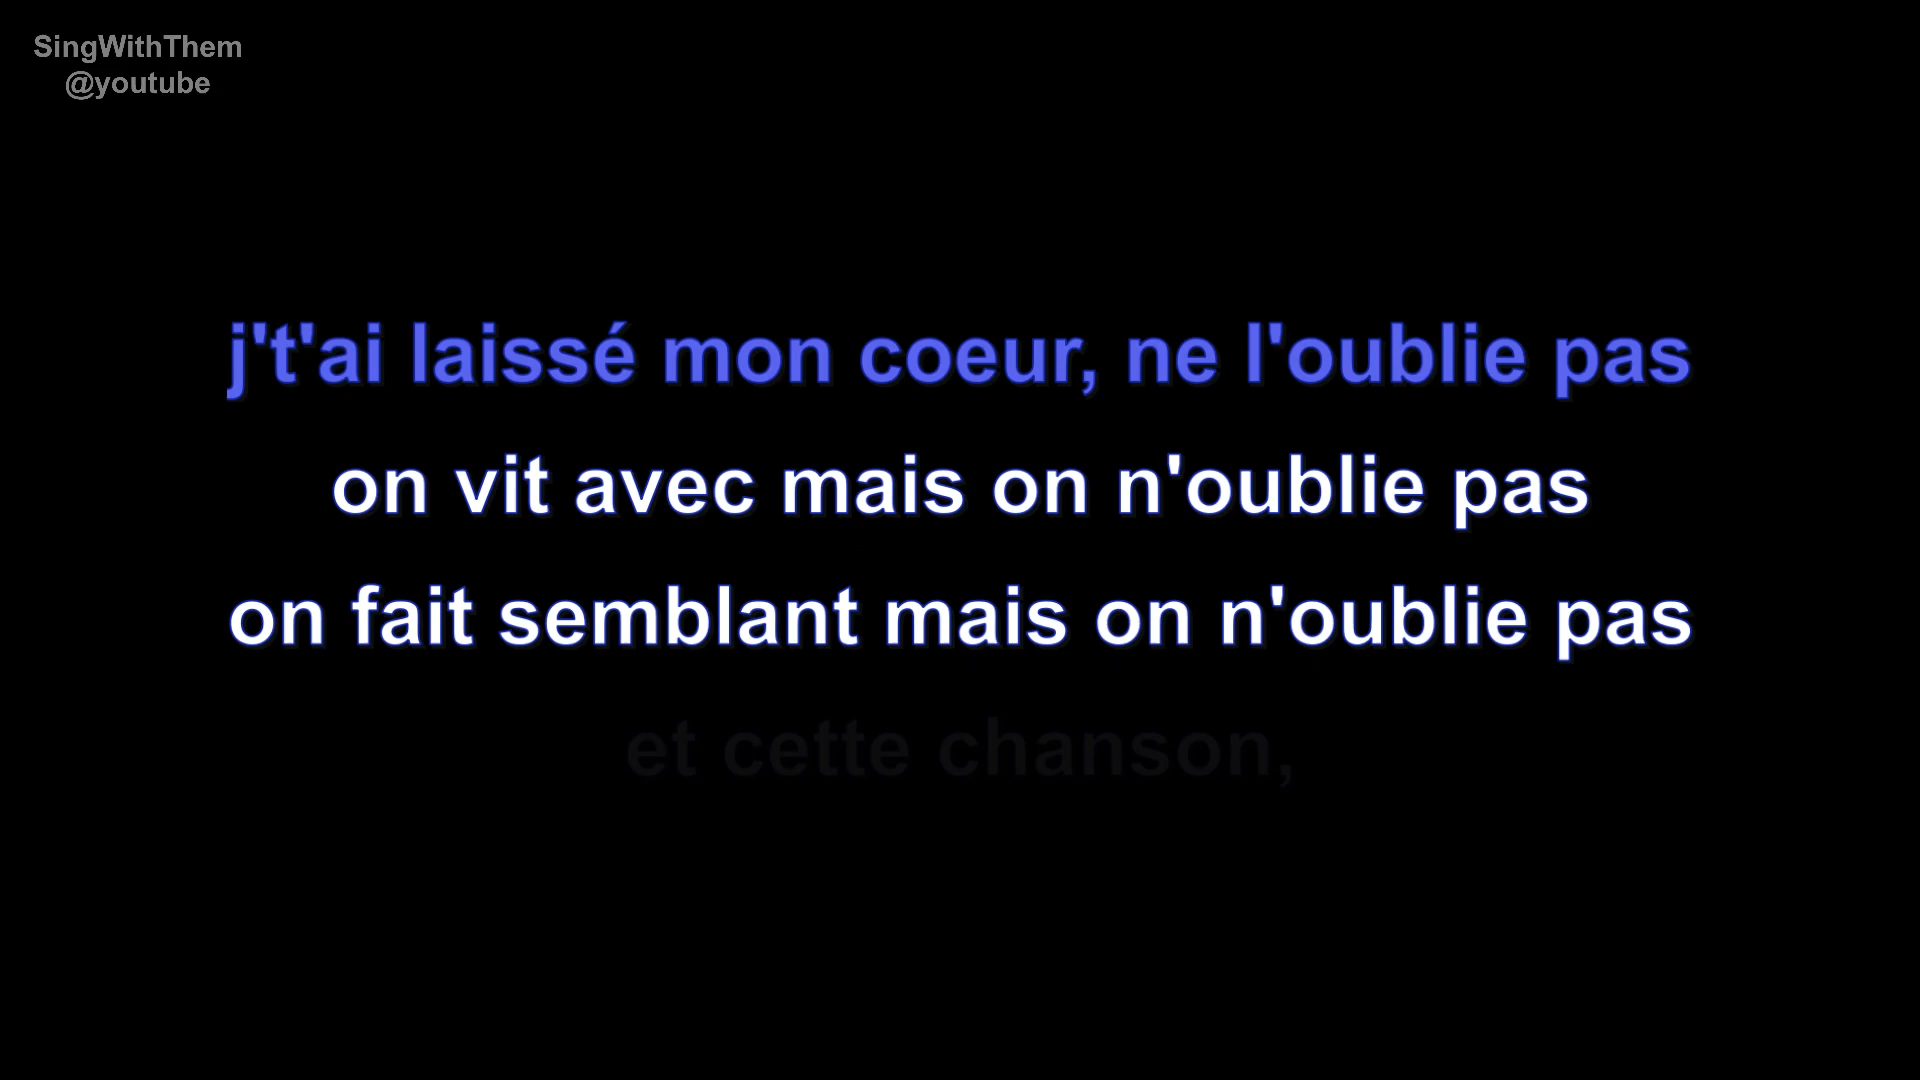 SingWithThem
@youtube
j't'ai laissé mon coeur, ne l'oublie pas
on vit avec mais on n'oublie pas
on fait semblant mais on n'oublie pas
et cette chanson,